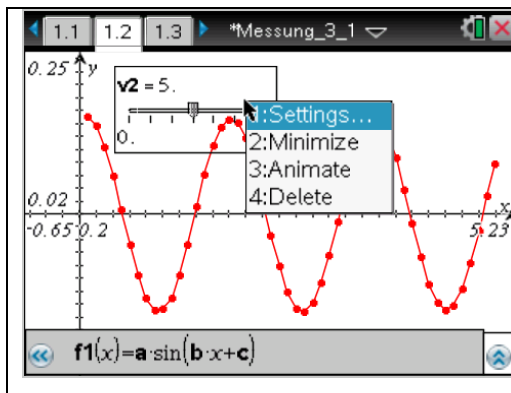 1.1 1.2 1.3 *Messung_3_1
0.25 y
v2 = 5.
0.
1:Settings...
2:Minimize
3:Animate
4:Delete
0.02
x
-0.65 0.2 5.23
f1(x)=a·sin(b·x+c)